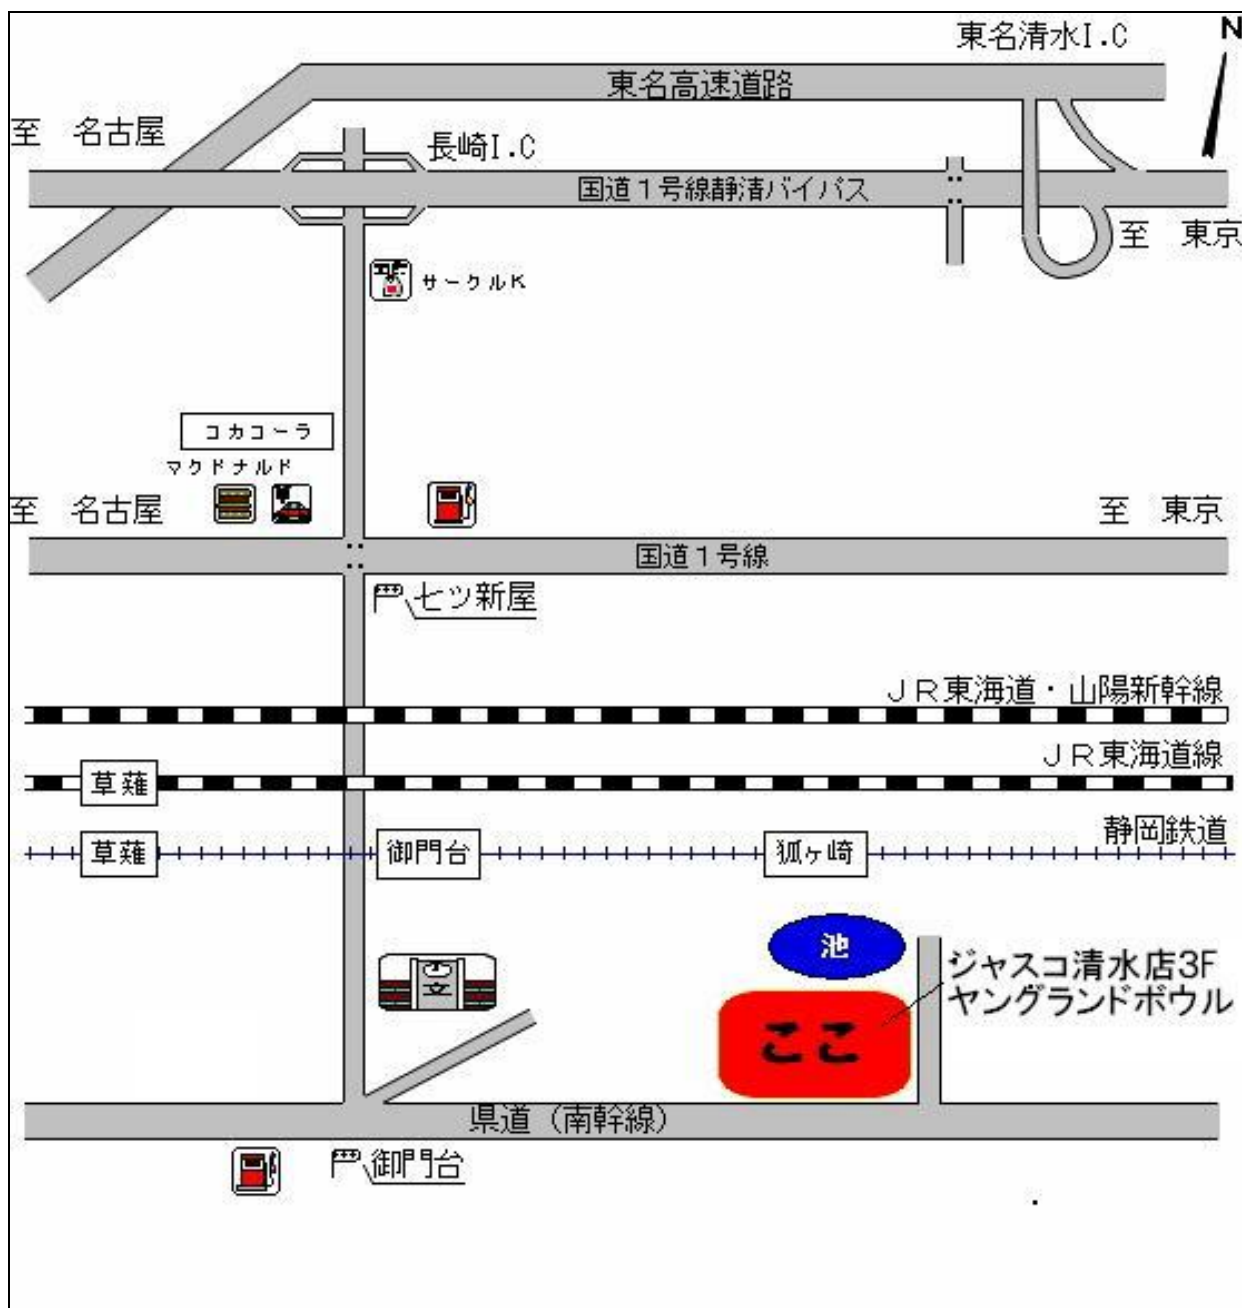 東名清水I.C
N
東名高速道路
至 名古屋
長崎I.C
国道1号線静清バイパス
至 東京
サークルK
コカコーラ
マクドナルド
至 名古屋
至 東京
国道1号線
七ツ新屋
JR東海道・山陽新幹線
JR東海道線
草薙
静岡鉄道
草薙
御門台
狐ヶ崎
池
ジャスコ清水店3F
ヤングランドボウル
ここ
県道(南幹線)
御門台